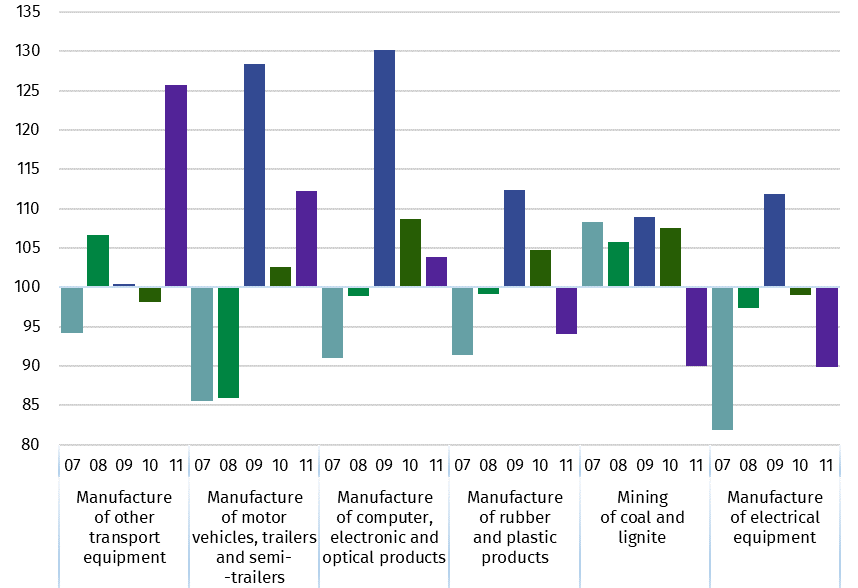 135
130
125
120
115
110
105
100
95
90
85
80
07 08 09 10 11 07 08 09 10 11 07 08 09 10 11 07 08 09 10 11 07 08 09 10 11 07 08 09 10 11
Manufacture
of other
transport
equipment
Manufacture
of motor
vehicles, trailers
and semi-
-trailers
Manufacture
of computer,
electronic and
optical products
Manufacture
of rubber
and plastic
products
Mining
of coal and
lignite
Manufacture
of electrical
equipment